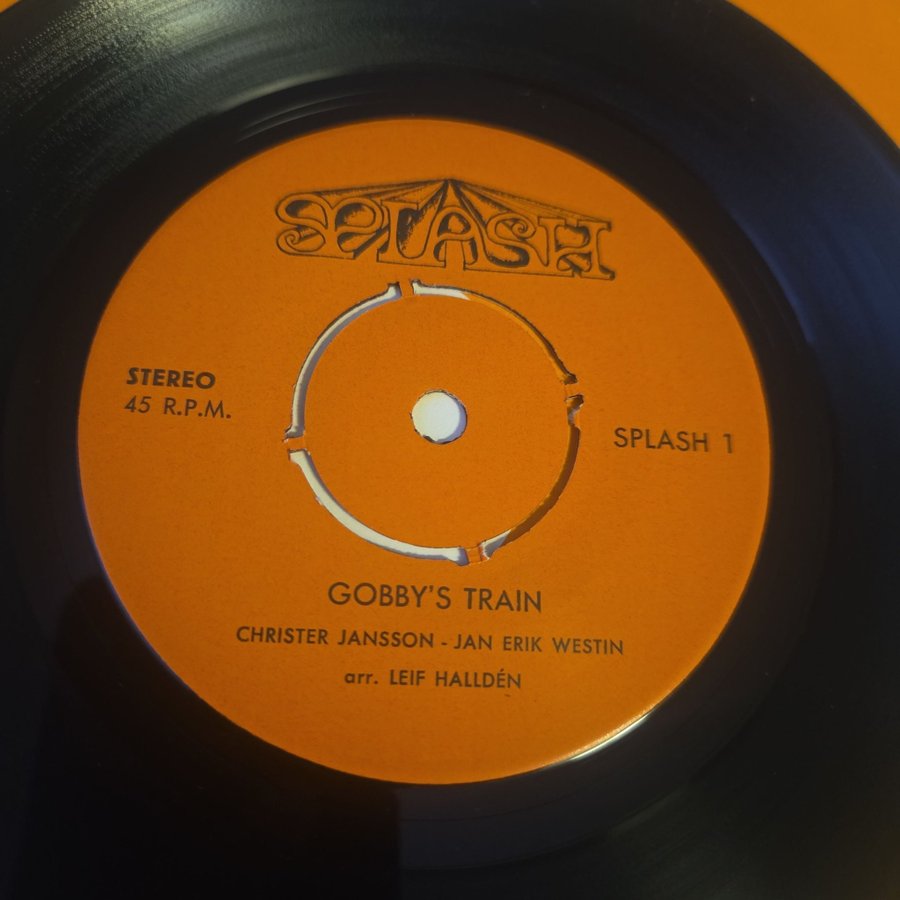 SPLASH
STEREO
45 R.P.M.
SPLASH 1
GOBBY'S TRAIN
CHRISTER JANSSON - JAN ERIK WESTIN
arr. LEIF HALLDÉN